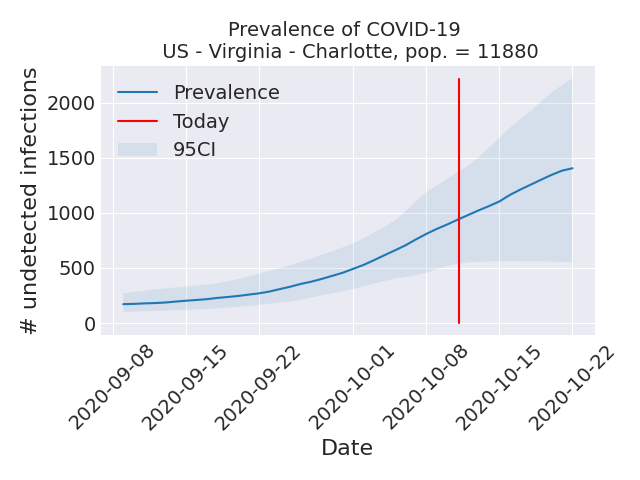 Prevalence of COVID-19
US - Virginia - Charlotte, pop. = 11880
# undetected infections
2000
1500
1000
500
0
Prevalence
Today
95CI
2020-09-08
2020-09-15
2020-09-22
2020-10-01
2020-10-08
2020-10-15
2020-10-22
Date